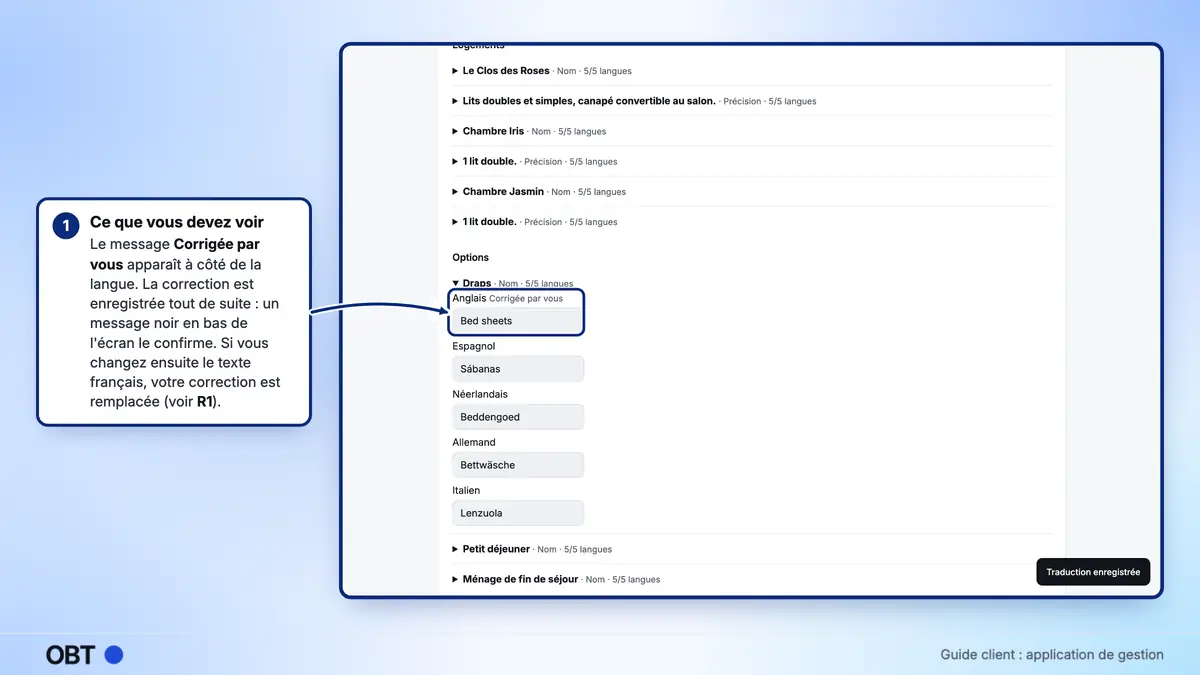 1
Ce que vous devez voir
Le message Corrigée par
vous apparaît à côté de la
langue. La correction est
enregistrée tout de suite : un
message noir en bas de
l'écran le confirme. Si vous
changez ensuite le texte
français, votre correction est
remplacée (voir R1).
Logements
Le Clos des Roses · Nom · 5/5 langues
Lits doubles et simples, canapé convertible au salon. · Précision · 5/5 langues
Chambre Iris · Nom · 5/5 langues
1 lit double. · Précision · 5/5 langues
Chambre Jasmin · Nom · 5/5 langues
1 lit double. · Précision · 5/5 langues
Options
Draps · Nom · 5/5 langues
Anglais Corrigée par vous
Bed sheets
Espagnol
Sábanas
Néerlandais
Beddengoed
Allemand
Bettwäsche
Italien
Lenzuola
Petit déjeuner · Nom · 5/5 langues
Ménage de fin de séjour · Nom · 5/5 langues
Traduction enregistrée
OBT
Guide client : application de gestion